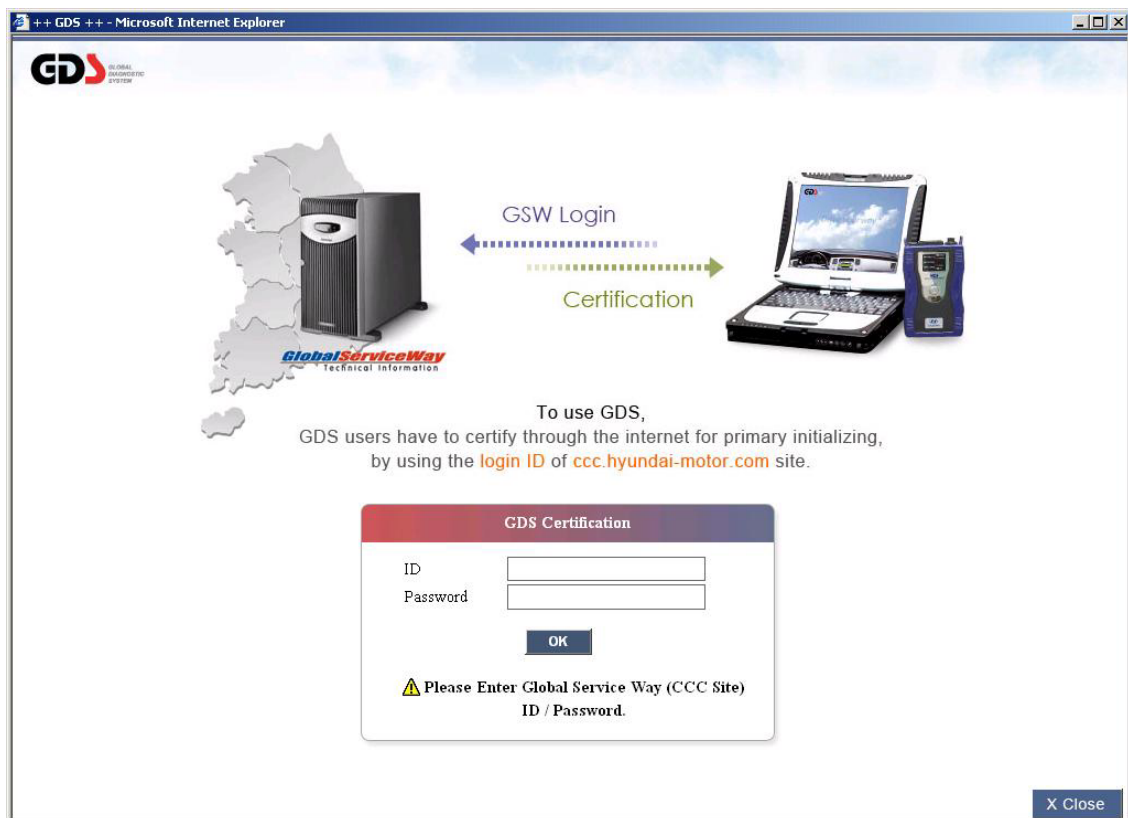 ++ GDS ++ - Microsoft Internet Explorer
GDS GLOBAL
DIAGNOSTIC
SYSTEM
GSW Login
Certification
GlobalServiceWay
Technical Information
To use GDS,
GDS users have to certify through the internet for primary initializing,
by using the login ID of ccc.hyundai-motor.com site.
GDS Certification
ID
Password
OK
Please Enter Global Service Way (CCC Site)
ID / Password.
X Close